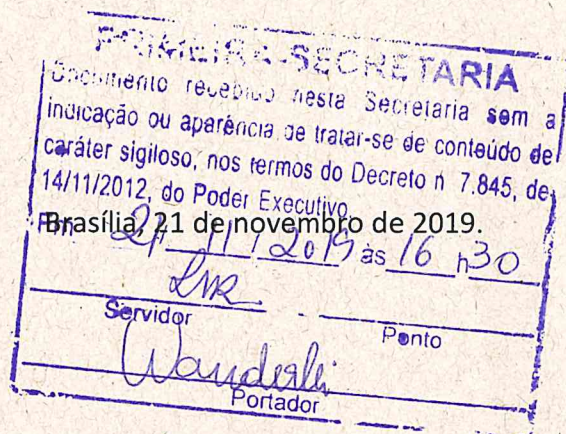 PRIMEIRA-SECRETARIA
Documento recebido nesta Secretaria sem a
indicação ou aparência de tratar-se de conteúdo de
caráter sigiloso, nos termos do Decreto n 7.845, de
14/11/2012, do Poder Executivo.
Brasília, 21 de novembro de 2019.
Em 21/11/2019 às 16 h30
Servidor
Ponto
Wanderlei
Portador